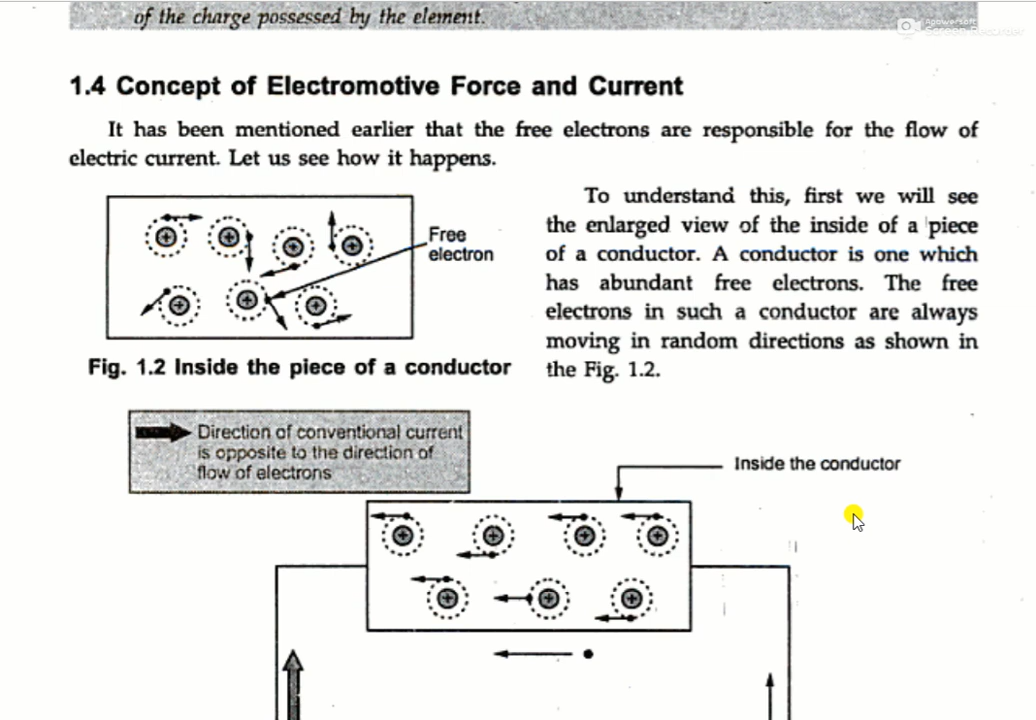 of the charge possessed by the element.
Apowersoft
Screen Recorder
1.4 Concept of Electromotive Force and Current
It has been mentioned earlier that the free electrons are responsible for the flow of
electric current. Let us see how it happens.
Free
electron
Fig. 1.2 Inside the piece of a conductor
To understand this, first we will see
the enlarged view of the inside of a piece
of a conductor. A conductor is one which
has abundant free electrons. The free
electrons in such a conductor are always
moving in random directions as shown in
the Fig. 1.2.
Direction of conventional current
is opposite to the direction of
flow of electrons
Inside the conductor